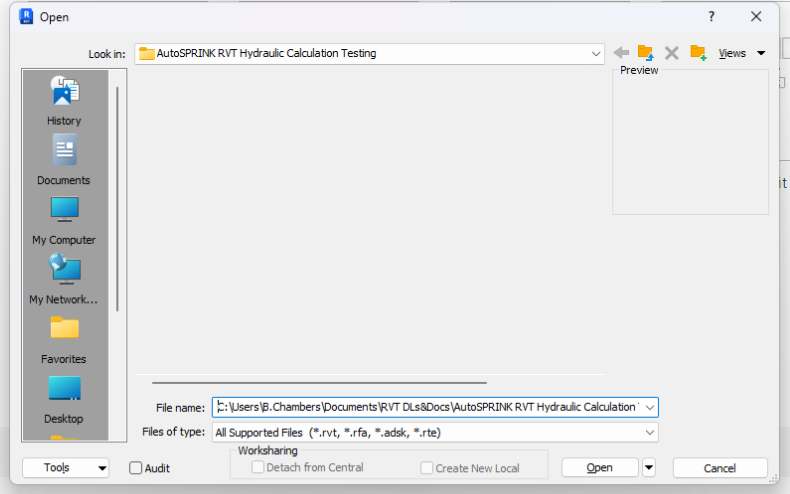 R
RVT
Open
?
Look in:
AutoSPRINK RVT Hydraulic Calculation Testing
Views
Preview
History
Documents
it
My Computer
My Network...
Favorites
Desktop
File name:
C:\Users\B.Chambers\Documents\RVT DLs&Docs\AutoSPRINK RVT Hydraulic Calculation
Files of type:
All Supported Files (*.rvt, *.rfa, *.adsk, *.rte)
Worksharing
Tools
Audit
Detach from Central
Create New Local
Open
Cancel